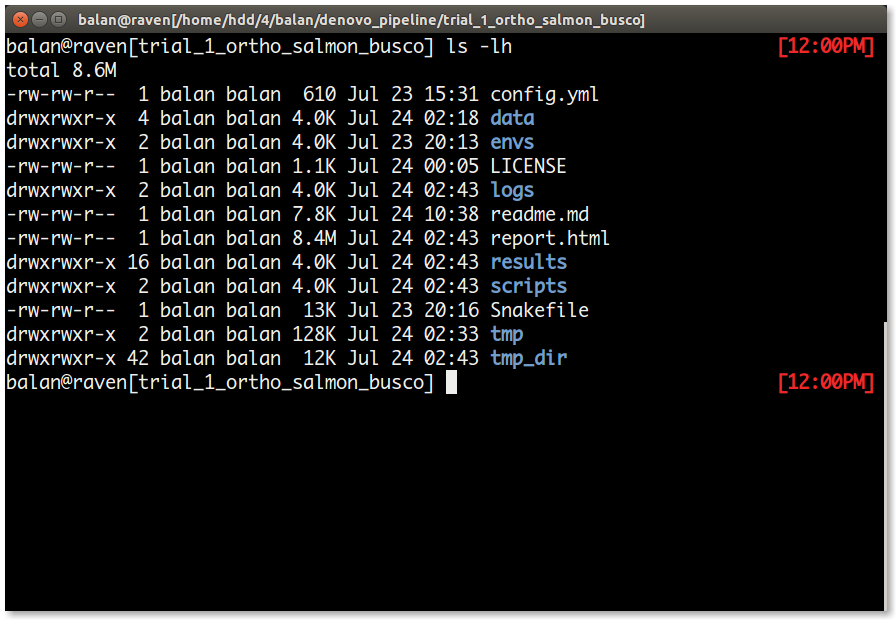 balan@raven[/home/hdd/4/balan/denovo_pipeline/trial_1_ortho_salmon_busco]
balan@raven[trial_1_ortho_salmon_busco] ls -lh [12:00PM]
total 8.6M
-rw-rw-r--  1 balan balan  610 Jul 23 15:31 config.yml
drwxrwxr-x  4 balan balan 4.0K Jul 24 02:18 data
drwxrwxr-x  2 balan balan 4.0K Jul 23 20:13 envs
-rw-rw-r--  1 balan balan 1.1K Jul 24 00:05 LICENSE
drwxrwxr-x  2 balan balan 4.0K Jul 24 02:43 logs
-rw-rw-r--  1 balan balan 7.8K Jul 24 10:38 readme.md
-rw-rw-r--  1 balan balan 8.4M Jul 24 02:43 report.html
drwxrwxr-x 16 balan balan 4.0K Jul 24 02:43 results
drwxrwxr-x  2 balan balan 4.0K Jul 24 02:43 scripts
-rw-rw-r--  1 balan balan  13K Jul 23 20:16 Snakefile
drwxrwxr-x  2 balan balan 128K Jul 24 02:33 tmp
drwxrwxr-x 42 balan balan  12K Jul 24 02:43 tmp_dir
balan@raven[trial_1_ortho_salmon_busco] [12:00PM]